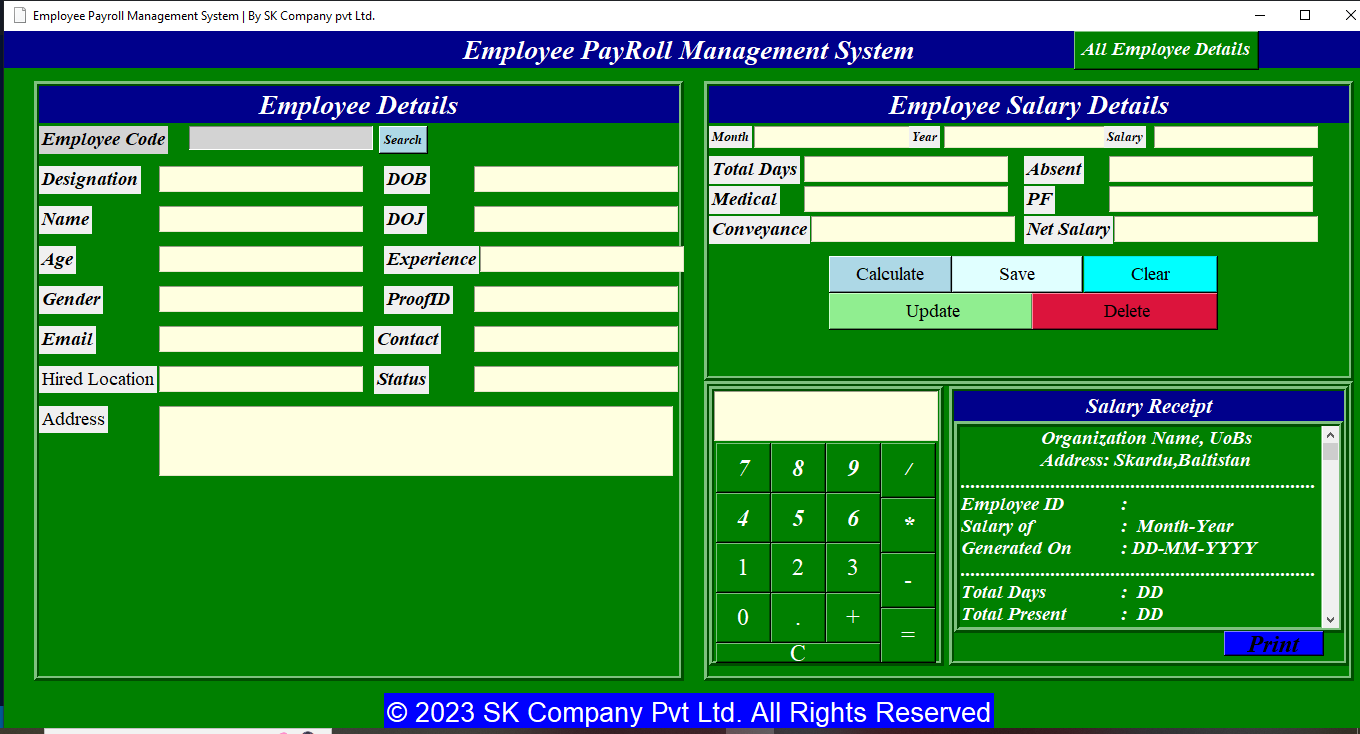 Employee Payroll Management System | By SK Company pvt Ltd.
Employee PayRoll Management System
All Employee Details
Employee Details
Employee Code
Search
Designation DOB
Name DOJ
Age Experience
Gender ProofID
Email Contact
Hired Location Status
Address
Employee Salary Details
Month Year Salary
Total Days Absent
Medical PF
Conveyance Net Salary
Calculate Save Clear
Update Delete
7 8 9 /
4 5 6 *
1 2 3 -
0 . + =
C
Salary Receipt
Organization Name, UoBs
Address: Skardu,Baltistan
.......................................................................
Employee ID :
Salary of : Month-Year
Generated On : DD-MM-YYYY
.......................................................................
Total Days : DD
Total Present : DD
Print
© 2023 SK Company Pvt Ltd. All Rights Reserved